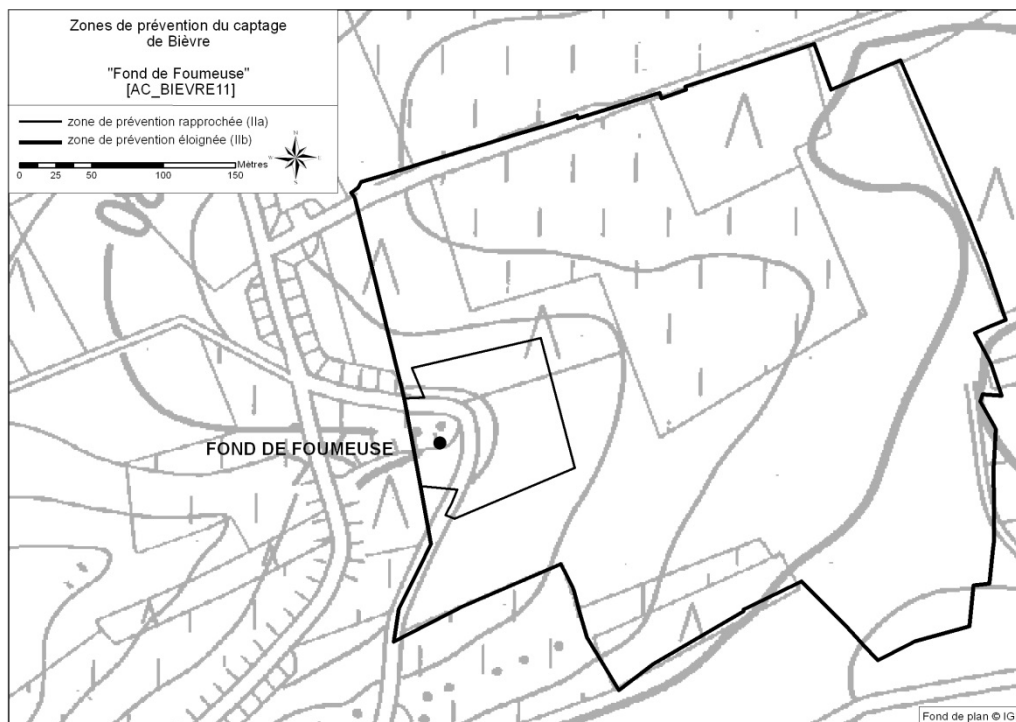 Zones de prévention du captage
de Bièvre
"Fond de Foumeuse"
[AC_BIEVRE11]
zone de prévention rapprochée (IIa)
zone de prévention éloignée (IIb)
Mètres
0 25 50 100 150
FOND DE FOUMEUSE
Fond de plan © IG